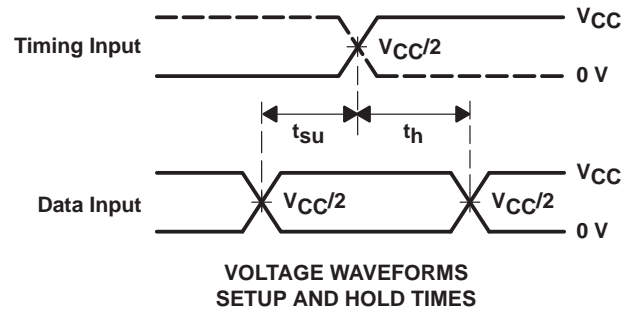 VCC
Timing Input
VCC/2
0 V
tsu
th
VCC
Data Input
VCC/2
VCC/2
0 V
VOLTAGE WAVEFORMS
SETUP AND HOLD TIMES